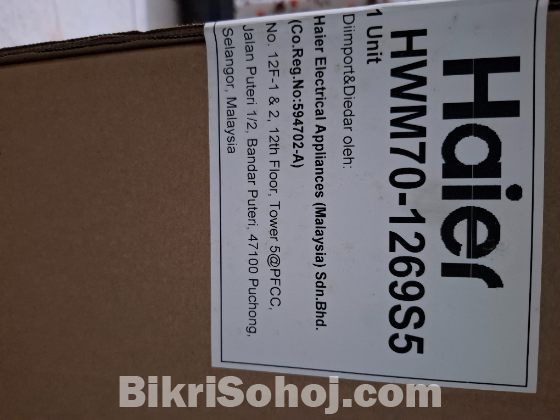 Haier
HWM70-1269S5
1 Unit
Diimport&Diedar oleh:
Haier Electrical Appliances (Malaysia) Sdn.Bhd.
(Co.Reg.No:594702-A)
No. 12F-1 & 2, 12th Floor, Tower 5@PFCC,
Jalan Puteri 1/2, Bandar Puteri, 47100 Puchong,
Selangor, Malaysia
BikriSohoj.com